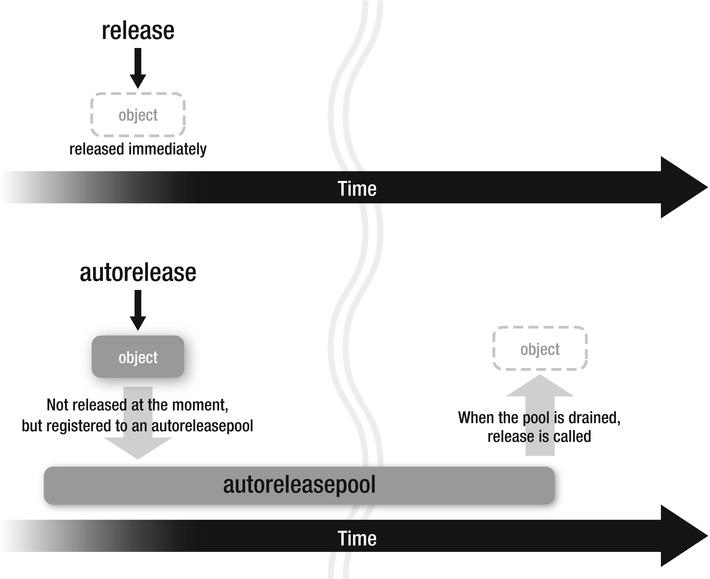 release
object
released immediately
Time
autorelease
object
object
Not released at the moment,
but registered to an autoreleasepool
When the pool is drained,
release is called
autoreleasepool
Time